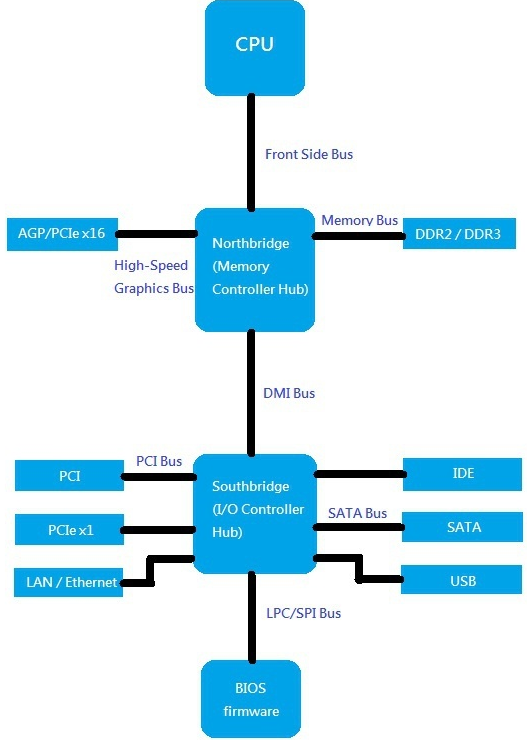 CPU
Front Side Bus
AGP/PCIe x16
High-Speed
Graphics Bus
Northbridge
(Memory
Controller Hub)
Memory Bus
DDR2 / DDR3
DMI Bus
PCI Bus
PCI
PCIe x1
LAN / Ethernet
Southbridge
(I/O Controller
Hub)
IDE
SATA Bus
SATA
USB
LPC/SPI Bus
BIOS
firmware